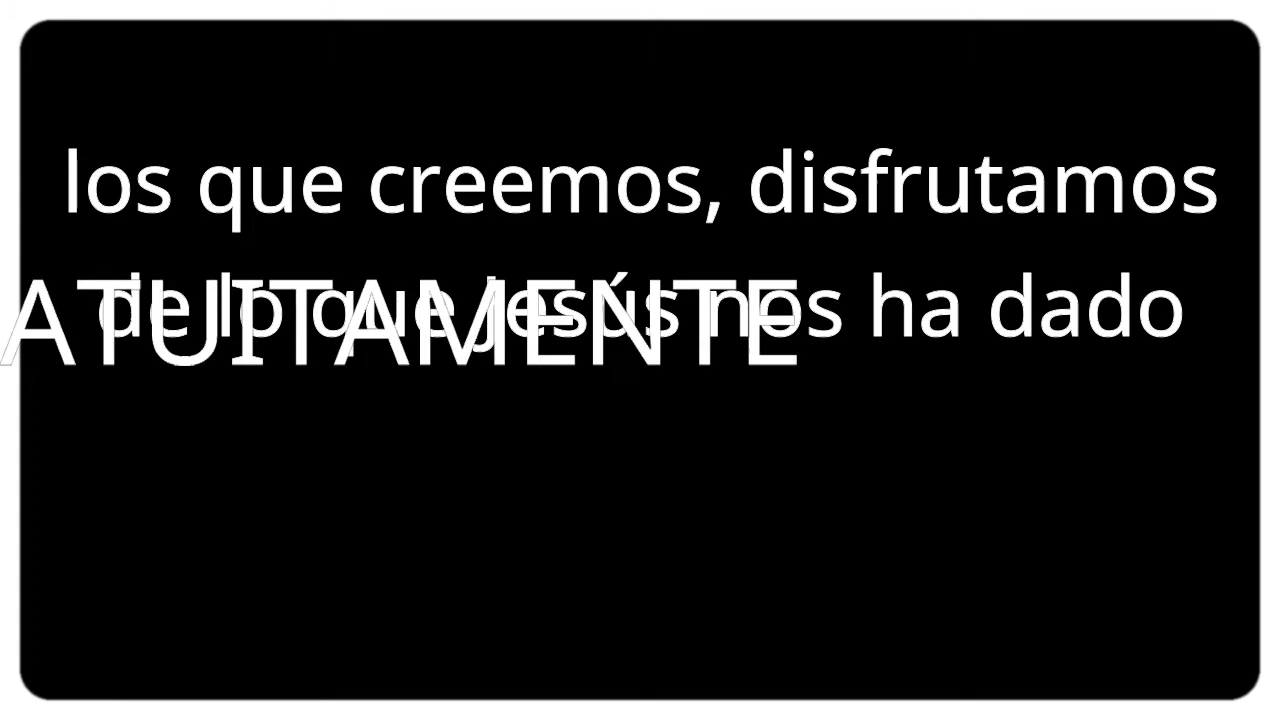 los que creemos, disfrutamos
de lo que Jesús nos ha dado
ATUITAMENTE